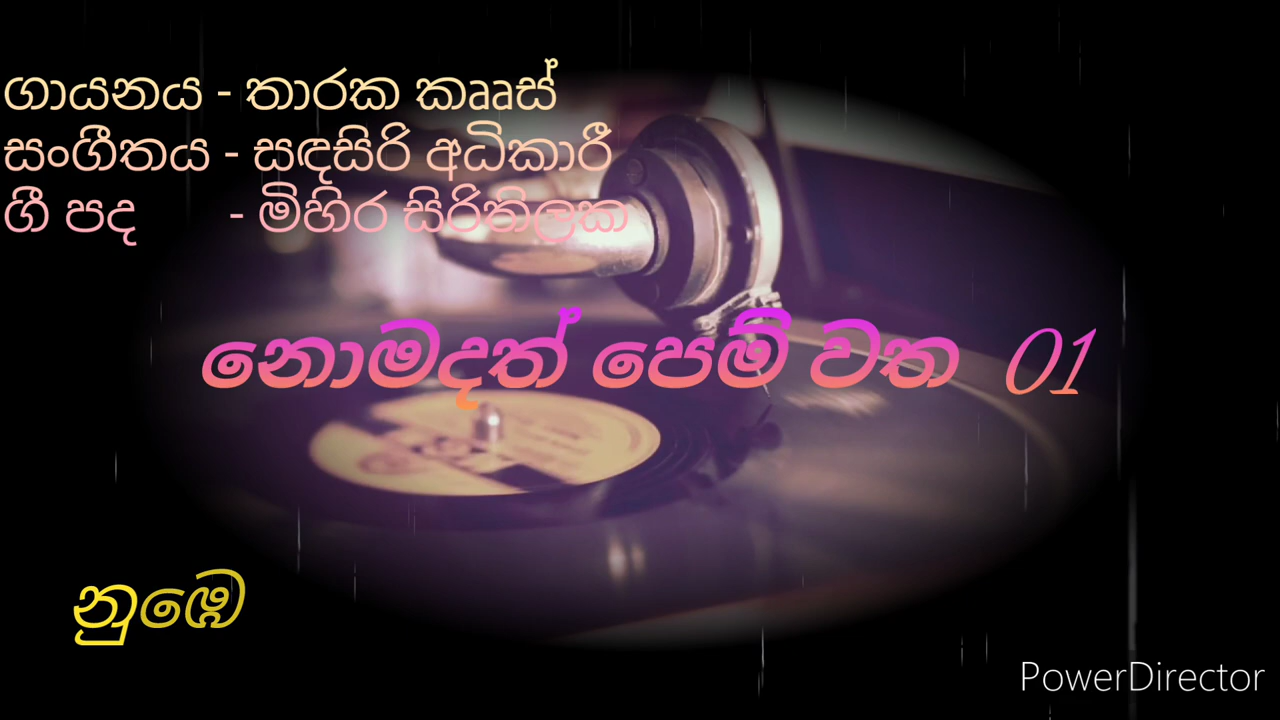 ගායනය - තාරක කෲස්
සංගීතය - සඳසිරි අධිකාරී
ගී පද - මිහිර සිරිතිලක
නොමදත් පෙම් වත 01
නුඹේ
PowerDirector